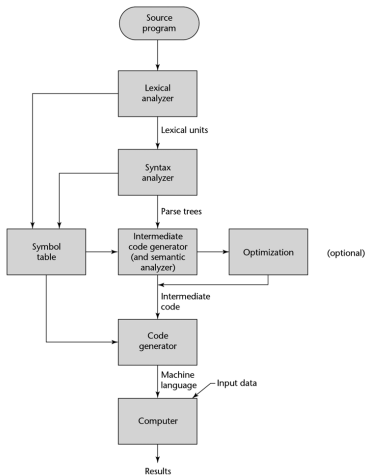 Source
program
Lexical
analyzer
Lexical units
Syntax
analyzer
Parse trees
Symbol
table
Intermediate
code generator
(and semantic
analyzer)
Optimization
(optional)
Intermediate
code
Code
generator
Machine
language
Input data
Computer
Results